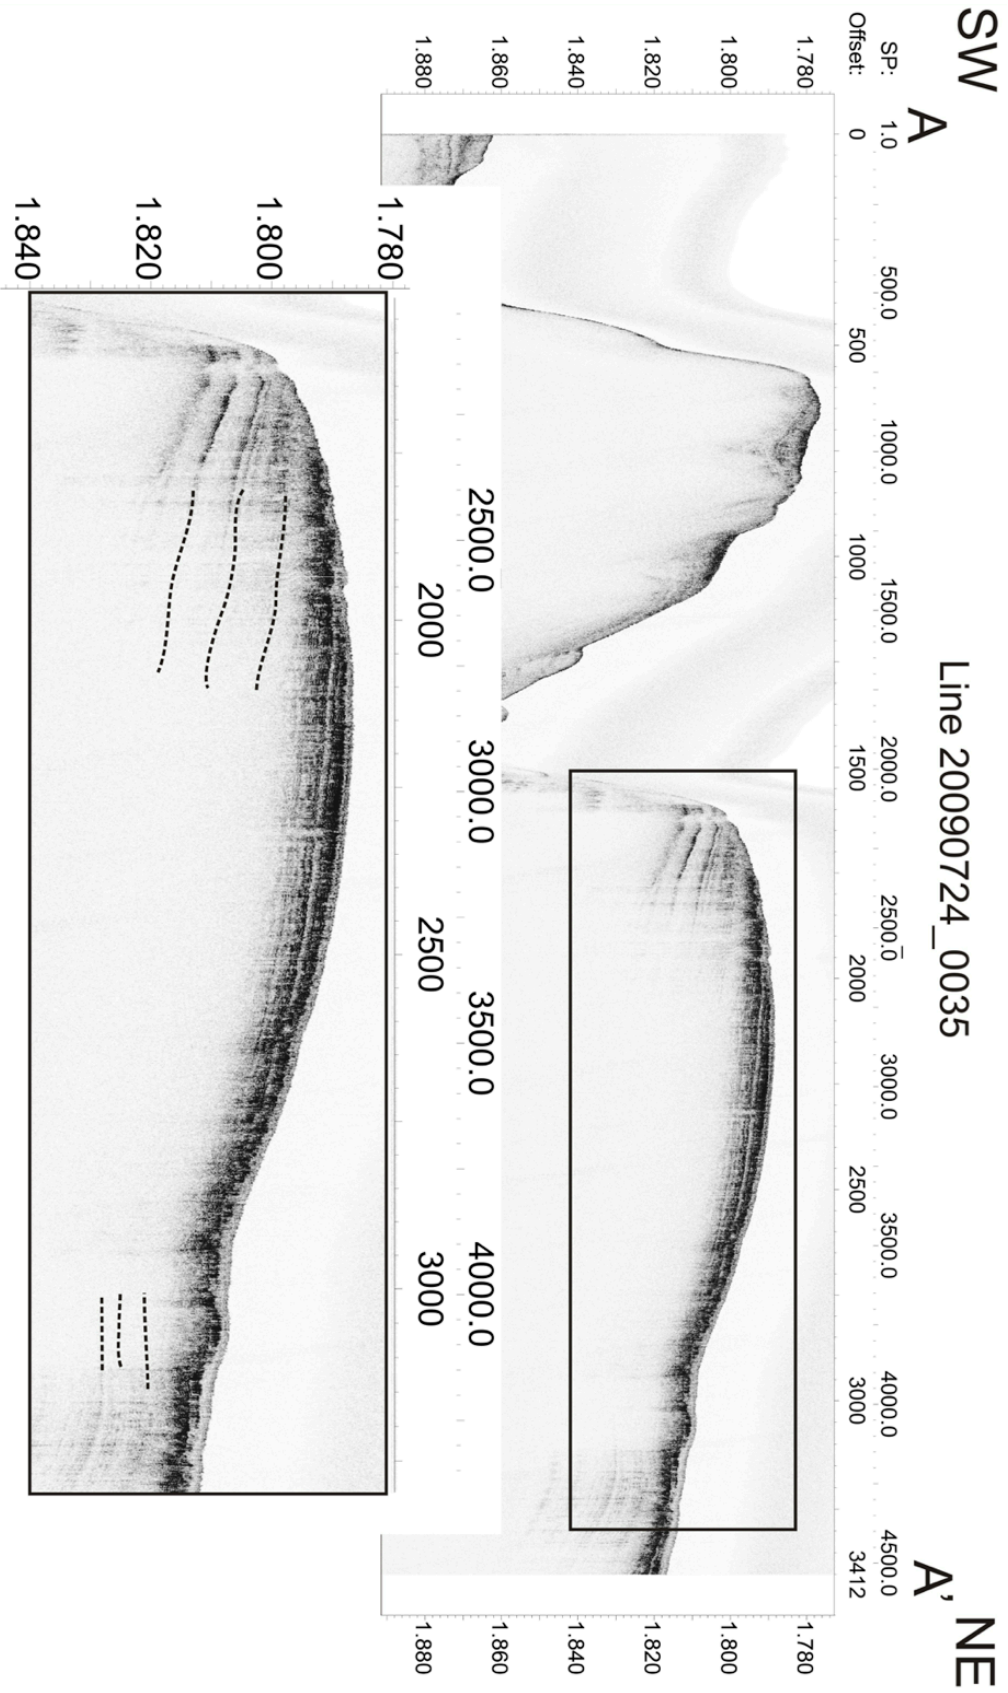 Line 20090724_0035
SW
NE
A
A’
SP: 1.0 500.0 1000.0 1500.0 2000.0 2500.0 3000.0 3500.0 4000.0 4500.0
Offset: 0 500 1000 1500 2000 2500 3000 3412
1.780 1.780
1.800 1.800
1.820 1.820
1.840 1.840
1.860 1.860
1.880 1.880
2500.0 3000.0 3500.0 4000.0
2000 2500 3000
1.780
1.800
1.820
1.840